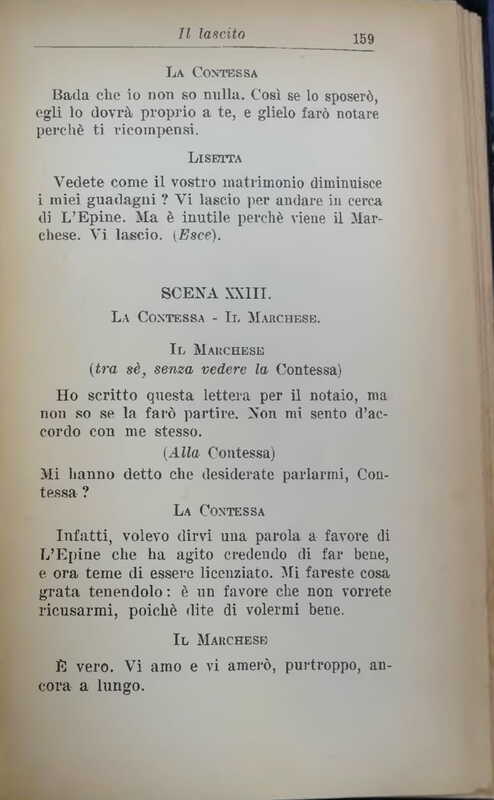 Il lascito
159
La Contessa
Bada che io non so nulla. Così se lo sposerò,
egli lo dovrà proprio a te, e glielo farò notare
perchè ti ricompensi.
Lisetta
Vedete come il vostro matrimonio diminuisce
i miei guadagni ? Vi lascio per andare in cerca
di L'Epine. Ma è inutile perchè viene il Mar-
chese. Vi lascio. (Esce).
SCENA XXIII.
La Contessa - Il Marchese.
Il Marchese
(tra sè, senza vedere la Contessa)
Ho scritto questa lettera per il notaio, ma
non so se la farò partire. Non mi sento d'ac-
cordo con me stesso.
(Alla Contessa)
Mi hanno detto che desiderate parlarmi, Con-
tessa ?
La Contessa
Infatti, volevo dirvi una parola a favore di
L'Epine che ha agito credendo di far bene,
e ora teme di essere licenziato. Mi fareste cosa
grata tenendolo : è un favore che non vorrete
ricusarmi, poichè dite di volermi bene.
Il Marchese
È vero. Vi amo e vi amerò, purtroppo, an-
cora a lungo.